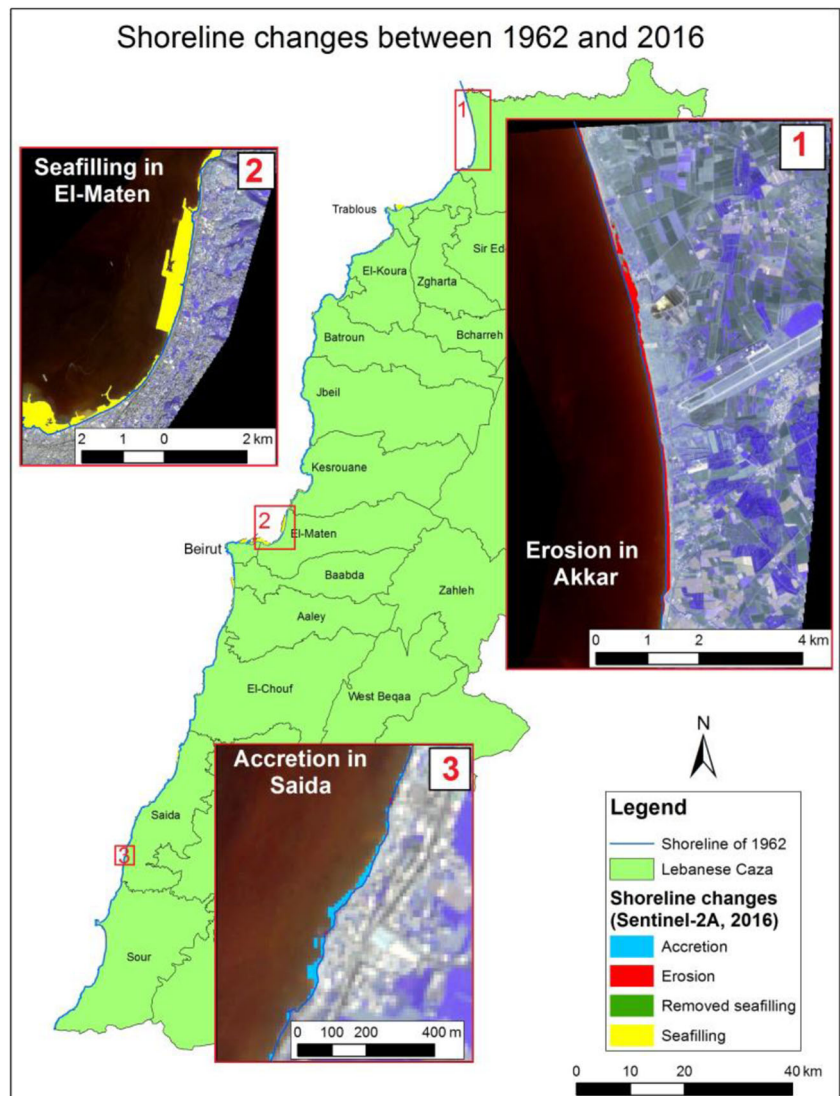 Shoreline changes between 1962 and 2016
1
Seafilling in
El-Maten
2
2 1 0 2 km
1
Erosion in
Akkar
0 1 2 4 km
Trablous
El-Koura
Zgharta
Batroun
Bcharreh
Jbeil
Kesrouane
2
El-Maten
Beirut
Baabda
Zahleh
Aaley
El-Chouf
West Beqaa
Saida
3
Sour
Accretion in
Saida
3
0 100 200 400 m
N
Legend
Shoreline of 1962
Lebanese Caza
Shoreline changes
(Sentinel-2A, 2016)
Accretion
Erosion
Removed seafilling
Seafilling
0 10 20 40 km